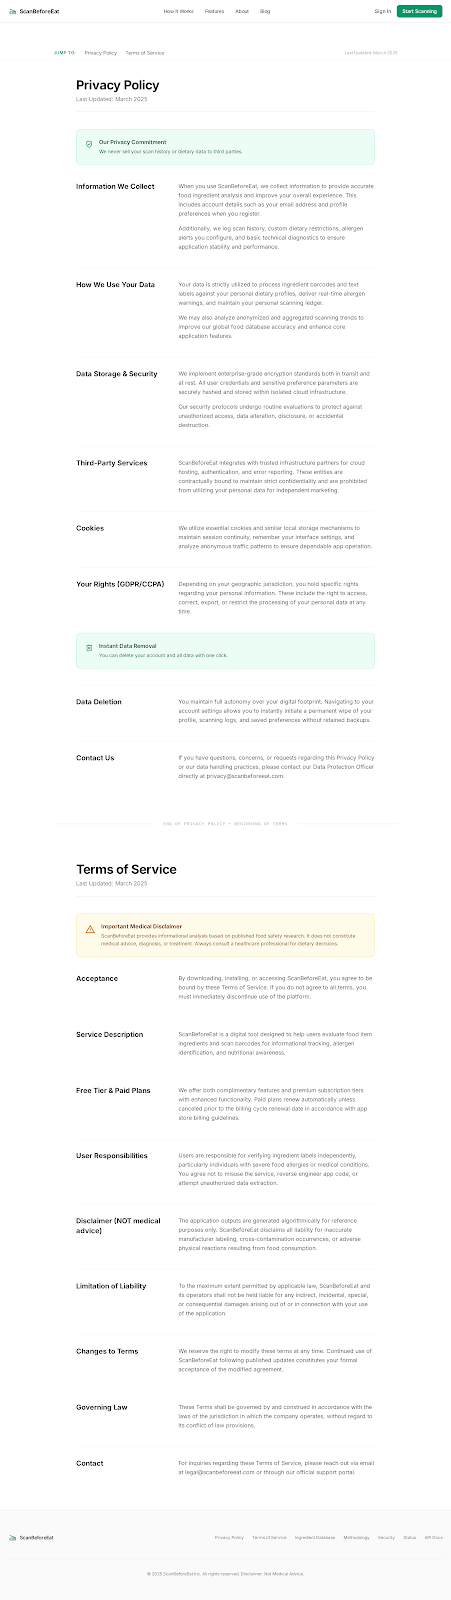 ScanBeforeEat
How It Works
Features
About
Blog
Sign In
Start Scanning
JUMP TO:
Privacy Policy
Terms of Service
Last Updated: March 2025
Privacy Policy
Last Updated: March 2025
Our Privacy Commitment
We never sell your scan history or dietary data to third parties.
Information We Collect
When you use ScanBeforeEat, we collect information to provide accurate
food ingredient analysis and improve your overall experience. This
includes account details such as your email address and profile
preferences when you register.
Additionally, we log scan history, custom dietary restrictions, allergen
alerts you configure, and basic technical diagnostics to ensure
application stability and performance.
How We Use Your Data
Your data is strictly utilized to process ingredient barcodes and text
labels against your personal dietary profiles, deliver real-time allergen
warnings, and maintain your personal scanning ledger.
We may also analyze anonymized and aggregated scanning trends to
improve our global food database accuracy and enhance core
application features.
Data Storage & Security
We implement enterprise-grade encryption standards both in transit and
at rest. All user credentials and sensitive preference parameters are
securely hashed and stored within isolated cloud infrastructure.
Our security protocols undergo routine evaluations to protect against
unauthorized access, data alteration, disclosure, or accidental
destruction.
Third-Party Services
ScanBeforeEat integrates with trusted infrastructure partners for cloud
hosting, authentication, and error reporting. These entities are
contractually bound to maintain strict confidentiality and are prohibited
from utilizing your personal data for independent marketing.
Cookies
We utilize essential cookies and similar local storage mechanisms to
maintain session continuity, remember your interface settings, and
analyze anonymous traffic patterns to ensure dependable app operation.
Your Rights (GDPR/CCPA)
Depending on your geographic jurisdiction, you hold specific rights
regarding your personal information. These include the right to access,
correct, export, or restrict the processing of your personal data at any
time.
Instant Data Removal
You can delete your account and all data with one click.
Data Deletion
You maintain full autonomy over your digital footprint. Navigating to your
account settings allows you to instantly initiate a permanent wipe of your
profile, scanning logs, and saved preferences without retained backups.
Contact Us
If you have questions, concerns, or requests regarding this Privacy Policy
or our data handling practices, please contact our Data Protection Officer
directly at privacy@scanbeforeeat.com.
END OF PRIVACY POLICY • BEGINNING OF TERMS
Terms of Service
Last Updated: March 2025
Important Medical Disclaimer
ScanBeforeEat provides informational analysis based on published food safety research. It does not constitute
medical advice, diagnosis, or treatment. Always consult a healthcare professional for dietary decisions.
Acceptance
By downloading, installing, or accessing ScanBeforeEat, you agree to be
bound by these Terms of Service. If you do not agree to all terms, you
must immediately discontinue use of the platform.
Service Description
ScanBeforeEat is a digital tool designed to help users evaluate food item
ingredients and scan barcodes for informational tracking, allergen
identification, and nutritional awareness.
Free Tier & Paid Plans
We offer both complimentary features and premium subscription tiers
with enhanced functionality. Paid plans renew automatically unless
canceled prior to the billing cycle renewal date in accordance with app
store billing guidelines.
User Responsibilities
Users are responsible for verifying ingredient labels independently,
particularly individuals with severe food allergies or medical conditions.
You agree not to misuse the service, reverse engineer app code, or
attempt unauthorized data extraction.
Disclaimer (NOT medical
advice)
The application outputs are generated algorithmically for reference
purposes only. ScanBeforeEat disclaims all liability for inaccurate
manufacturer labeling, cross-contamination occurrences, or adverse
physical reactions resulting from food consumption.
Limitation of Liability
To the maximum extent permitted by applicable law, ScanBeforeEat and
its operators shall not be held liable for any indirect, incidental, special,
or consequential damages arising out of or in connection with your use
of the application.
Changes to Terms
We reserve the right to modify these terms at any time. Continued use of
ScanBeforeEat following published updates constitutes your formal
acceptance of the modified agreement.
Governing Law
These Terms shall be governed by and construed in accordance with the
laws of the jurisdiction in which the company operates, without regard to
its conflict of law provisions.
Contact
For inquiries regarding these Terms of Service, please reach out via email
at legal@scanbeforeeat.com or through our official support portal.
ScanBeforeEat
Privacy Policy
Terms of Service
Ingredient Database
Methodology
Security
Status
API Docs
© 2025 ScanBeforeEat Inc. All rights reserved. Disclaimer: Not Medical Advice.